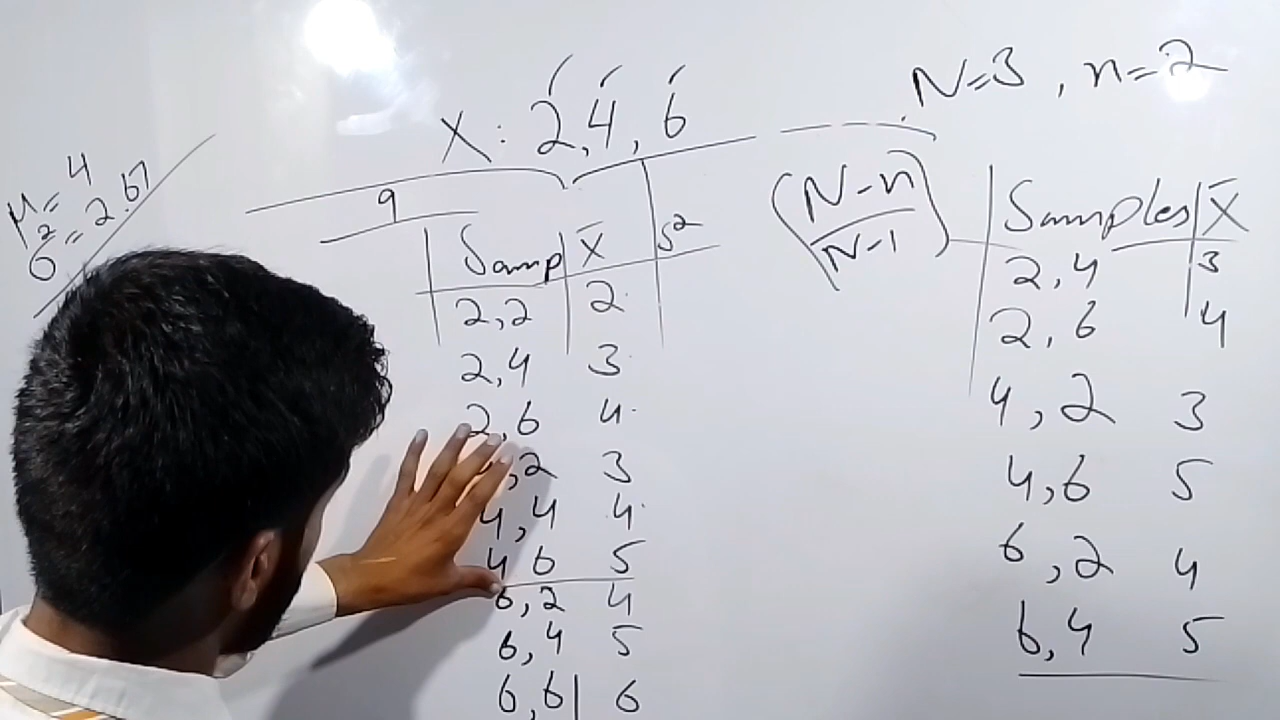 N=3 , n=2
X : 2, 4, 6
μ = 4
σ² = 2.67
9
Samp X̄ S²
2,2 2
2,4 3
2,6 4
,2 3
4,4 4
4 6 5
6,2 4
6,4 5
6,6 6
(N-n / N-1)
Samples X̄
2,4 3
2,6 4
4,2 3
4,6 5
6,2 4
6,4 5